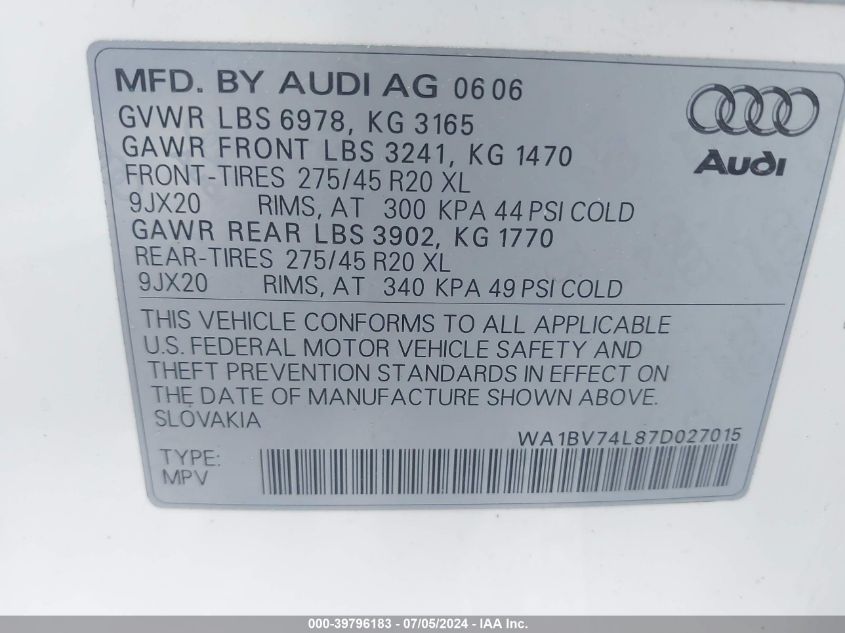 MFD. BY AUDI AG 06 06
GVWR LBS 6978, KG 3165
GAWR FRONT LBS 3241, KG 1470
FRONT-TIRES 275/45 R20 XL
9JX20 RIMS, AT 300 KPA 44 PSI COLD
GAWR REAR LBS 3902, KG 1770
REAR-TIRES 275/45 R20 XL
9JX20 RIMS, AT 340 KPA 49 PSI COLD
Audi
THIS VEHICLE CONFORMS TO ALL APPLICABLE
U.S. FEDERAL MOTOR VEHICLE SAFETY AND
THEFT PREVENTION STANDARDS IN EFFECT ON
THE DATE OF MANUFACTURE SHOWN ABOVE.
SLOVAKIA
WA1BV74L87D027015
TYPE:
MPV
000-39796183 - 07/05/2024 - IAA Inc.